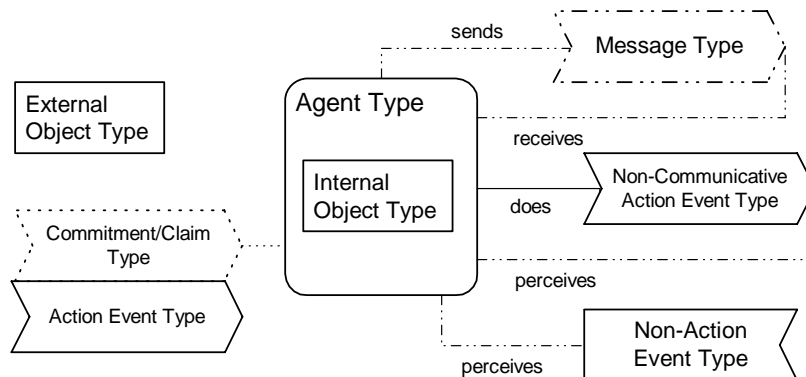 sends
Message Type
External
Object Type
Agent Type
receives
Internal
Object Type
Non-Communicative
Action Event Type
does
Commitment/Claim
Type
perceives
Action Event Type
Non-Action
Event Type
perceives